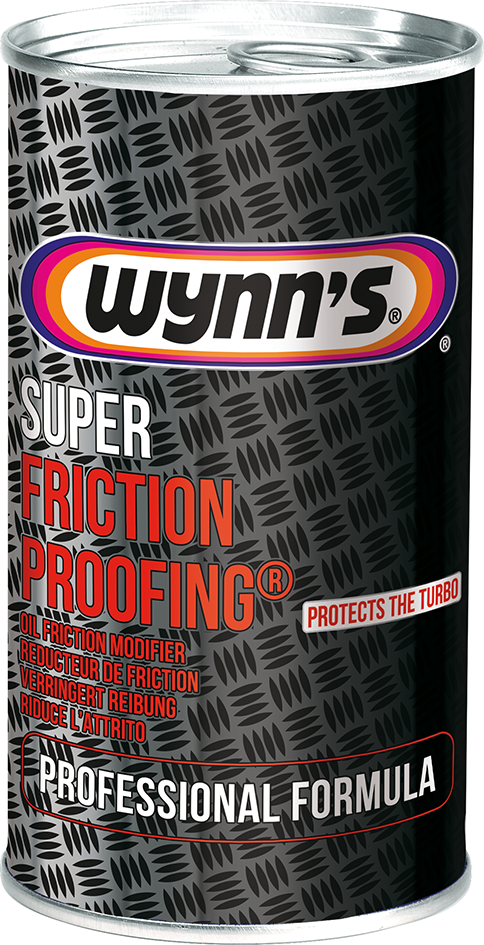 wynn's®
®
SUPER
FRICTION
PROOFING®
PROTECTS THE TURBO
OIL FRICTION MODIFIER
REDUCTEUR DE FRICTION
VERRINGERT REIBUNG
RIDUCE L'ATTRITO
PROFESSIONAL FORMULA